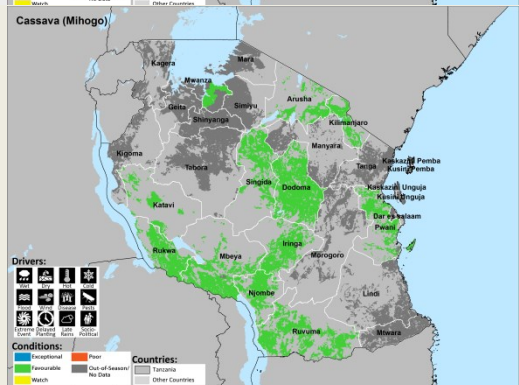 Watch
No Data
Other Countries
Cassava (Mihogo)
Kagera
Mara
Mwanza
Geita
Simiyu
Shinyanga
Arusha
Kilimanjaro
Kigoma
Tabora
Manyara
Tanga
Kaskazini Pemba
Kusini Pemba
Singida
Dodoma
Kaskazini Unguja
Kusini Unguja
Katavi
Dar es salaam
Pwani
Rukwa
Mbeya
Iringa
Morogoro
Njombe
Lindi
Ruvuma
Mtwara
Drivers:
Wet Dry Hot Cold
Flood Wind Disease Pests
Extreme Event Delayed Planting Late Rains Socio-Political
Conditions:
Exceptional Poor
Favourable Out-of-Season/
No Data
Watch
Countries:
Tanzania
Other Countries